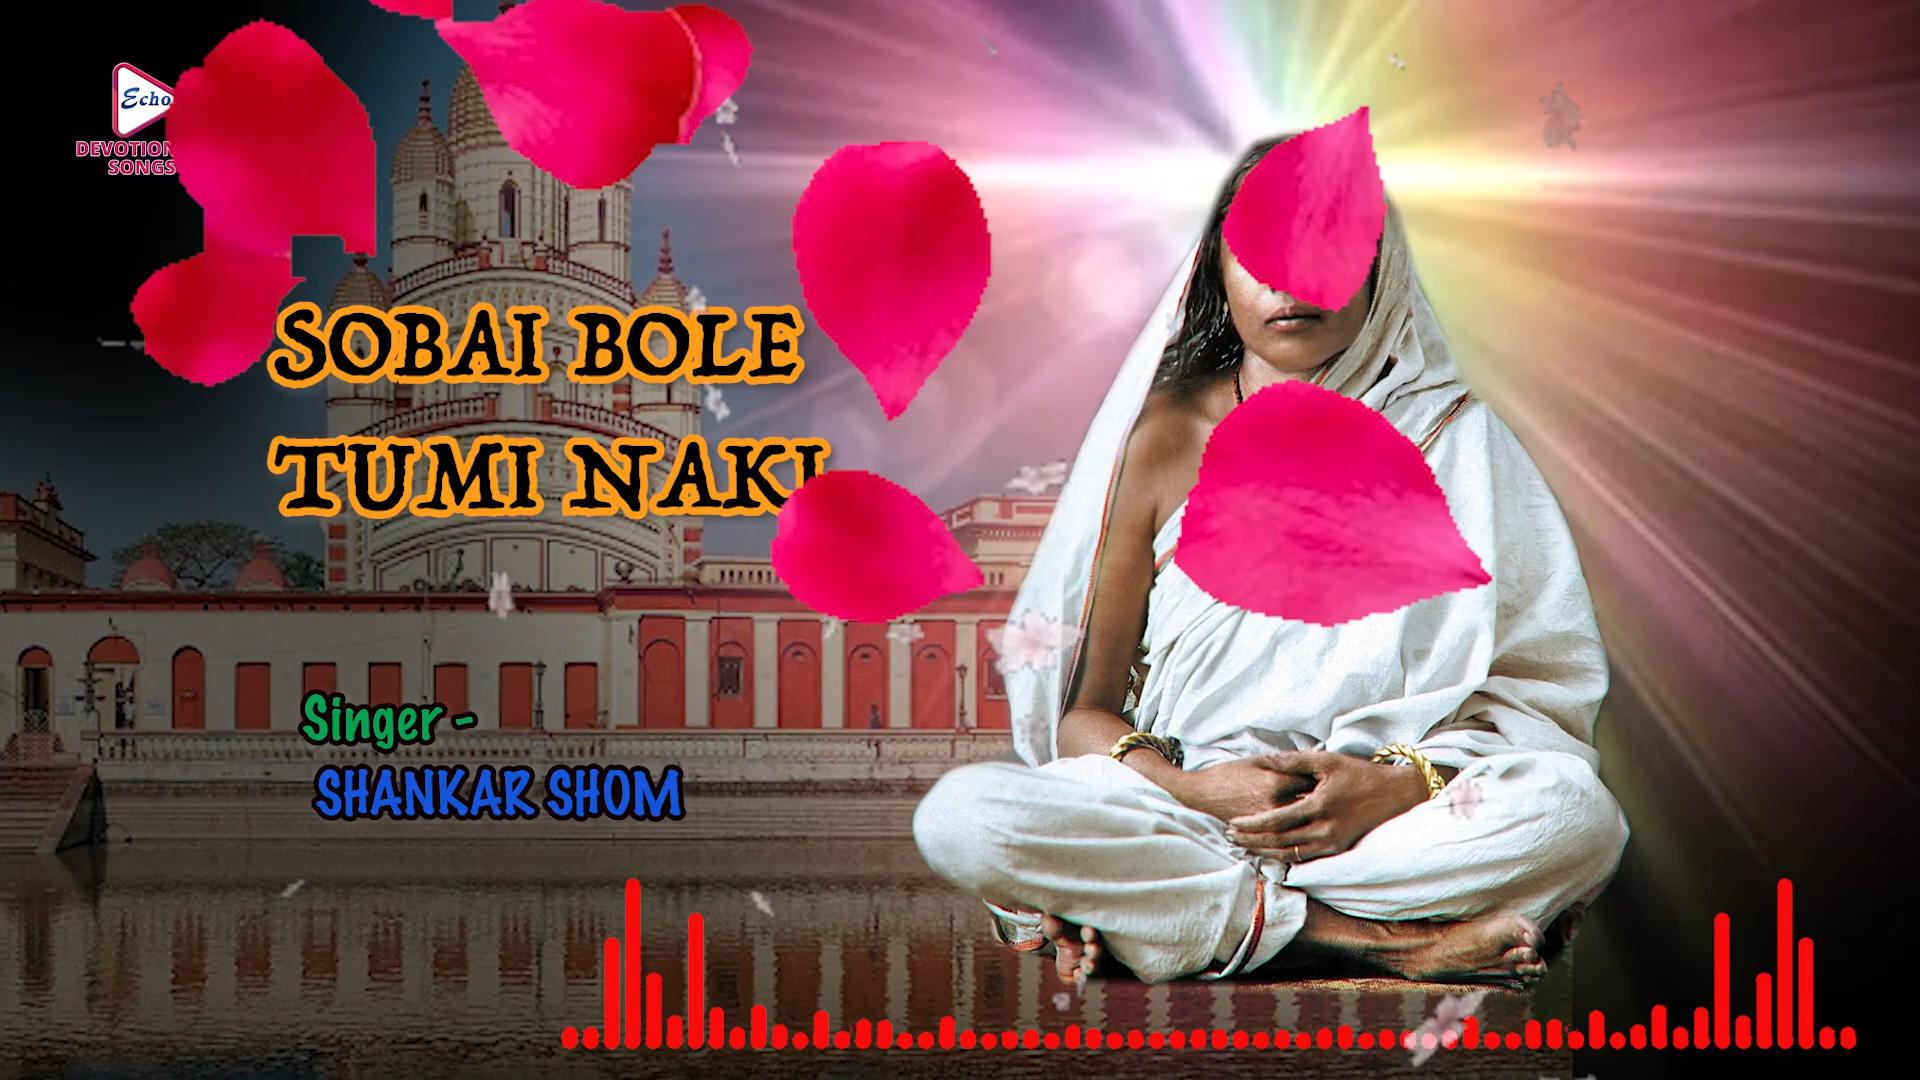 Echo
DEVOTION
SONGS
SOBAI BOLE
TUMI NAKI
Singer -
SHANKAR SHOM